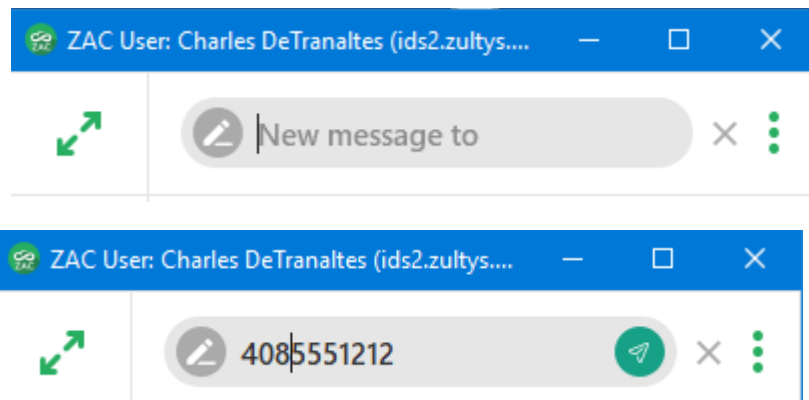 ZAC User: Charles DeTranaltes (ids2.zultys....
New message to
ZAC User: Charles DeTranaltes (ids2.zultys....
4085551212